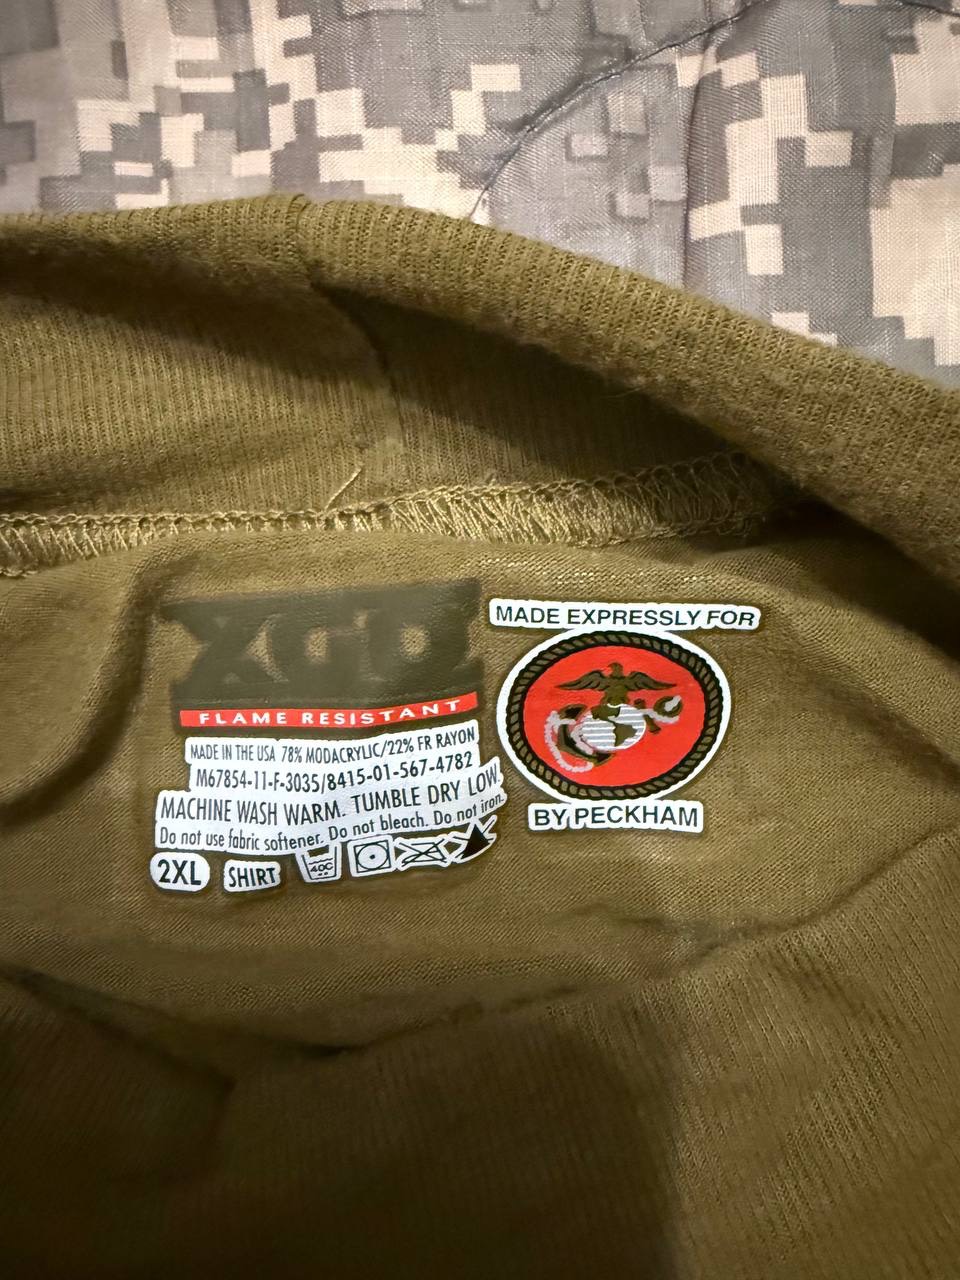 XGO
FLAME RESISTANT
MADE IN THE USA 78% MODACRYLIC/22% FR RAYON
M67854-11-F-3035/8415-01-567-4782
MACHINE WASH WARM. TUMBLE DRY LOW.
Do not use fabric softener. Do not bleach. Do not iron.
2XL SHIRT 40C
MADE EXPRESSLY FOR
BY PECKHAM